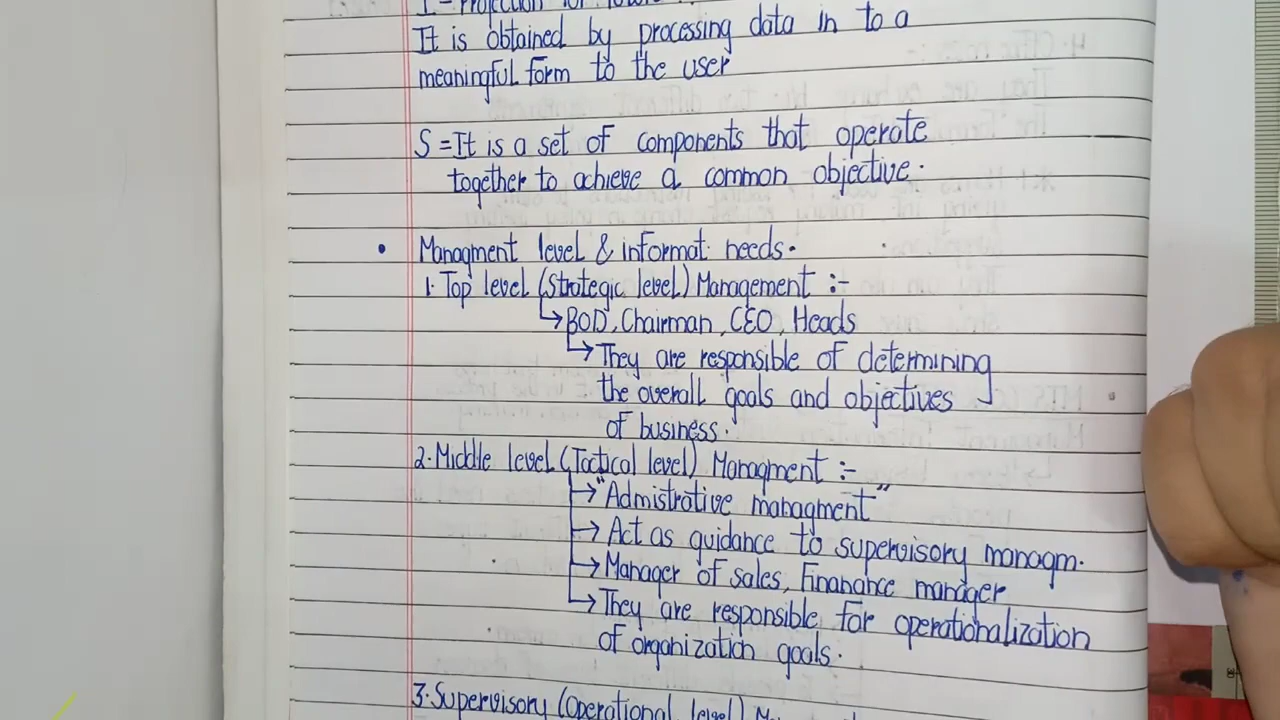 I - Projection for
It is obtained by processing data in to a
meaningful form to the user
S = It is a set of components that operate
together to achieve a common objective.
• Managment level & informat. needs.
1. Top level (Strategic level) Management :-
↳ BOD, Chairman, CEO, Heads
↳ They are responsible of determining
the overall goals and objectives
of business.
2. Middle level (Tactical level) Managment :-
→ "Admistrative managment"
→ Act as guidance to supervisory managm.
→ Manager of sales, Finanance manager
→ They are responsible for operationalization
of organization goals.
3. Supervisory (Operational level)